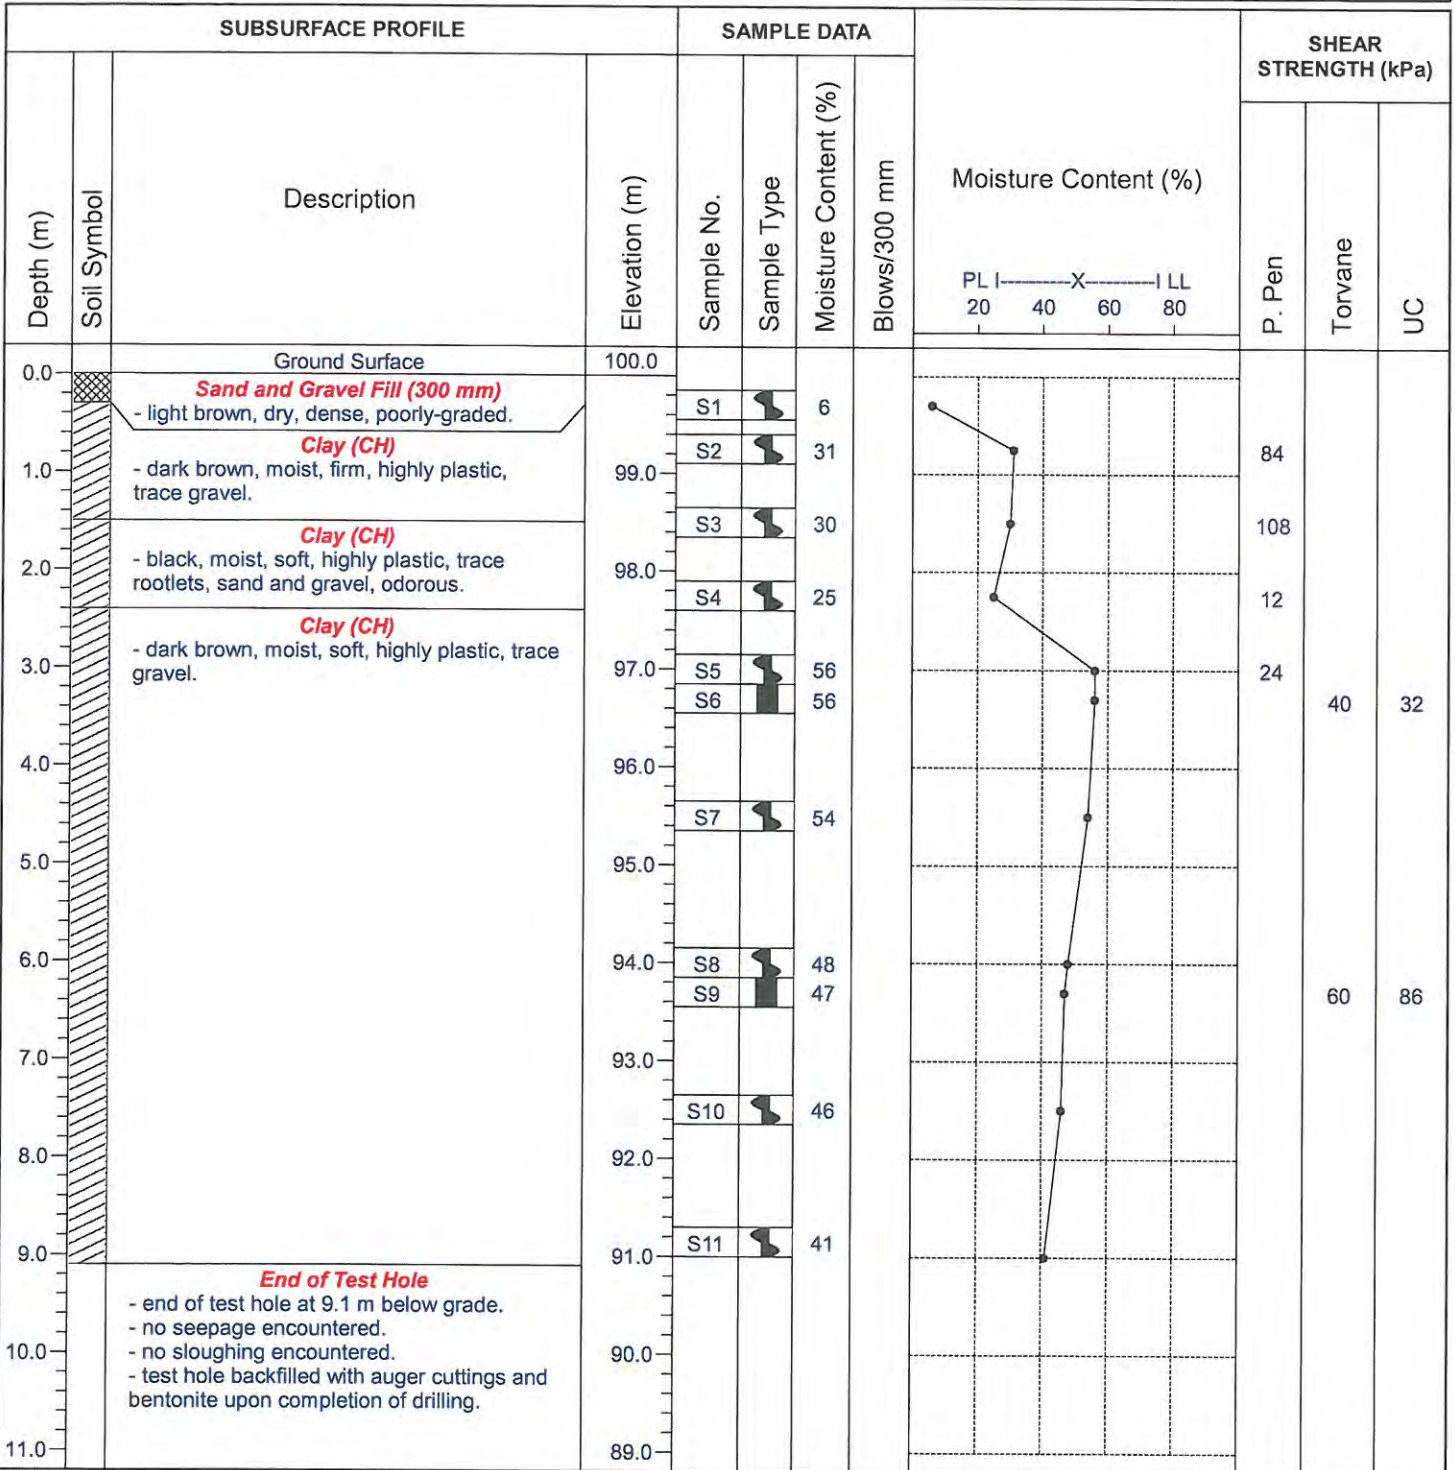 SUBSURFACE PROFILE
SAMPLE DATA
SHEAR
STRENGTH (kPa)
Depth (m)
Soil Symbol
Description
Elevation (m)
Sample No.
Sample Type
Moisture Content (%)
Blows/300 mm
Moisture Content (%)
PL I----------X----------I LL
20 40 60 80
P. Pen
Torvane
UC
0.0
Ground Surface
100.0
Sand and Gravel Fill (300 mm)
- light brown, dry, dense, poorly-graded.
S1 6
Clay (CH)
- dark brown, moist, firm, highly plastic,
trace gravel.
1.0
99.0
S2 31 84
S3 30 108
Clay (CH)
- black, moist, soft, highly plastic, trace
rootlets, sand and gravel, odorous.
2.0
98.0
S4 25 12
Clay (CH)
- dark brown, moist, soft, highly plastic, trace
gravel.
3.0
97.0
S5 56 24
S6 56 40 32
4.0
96.0
S7 54
5.0
95.0
6.0
94.0
S8 48
S9 47 60 86
7.0
93.0
S10 46
8.0
92.0
S11 41
9.0
91.0
End of Test Hole
- end of test hole at 9.1 m below grade.
- no seepage encountered.
- no sloughing encountered.
- test hole backfilled with auger cuttings and
bentonite upon completion of drilling.
10.0
90.0
11.0
89.0